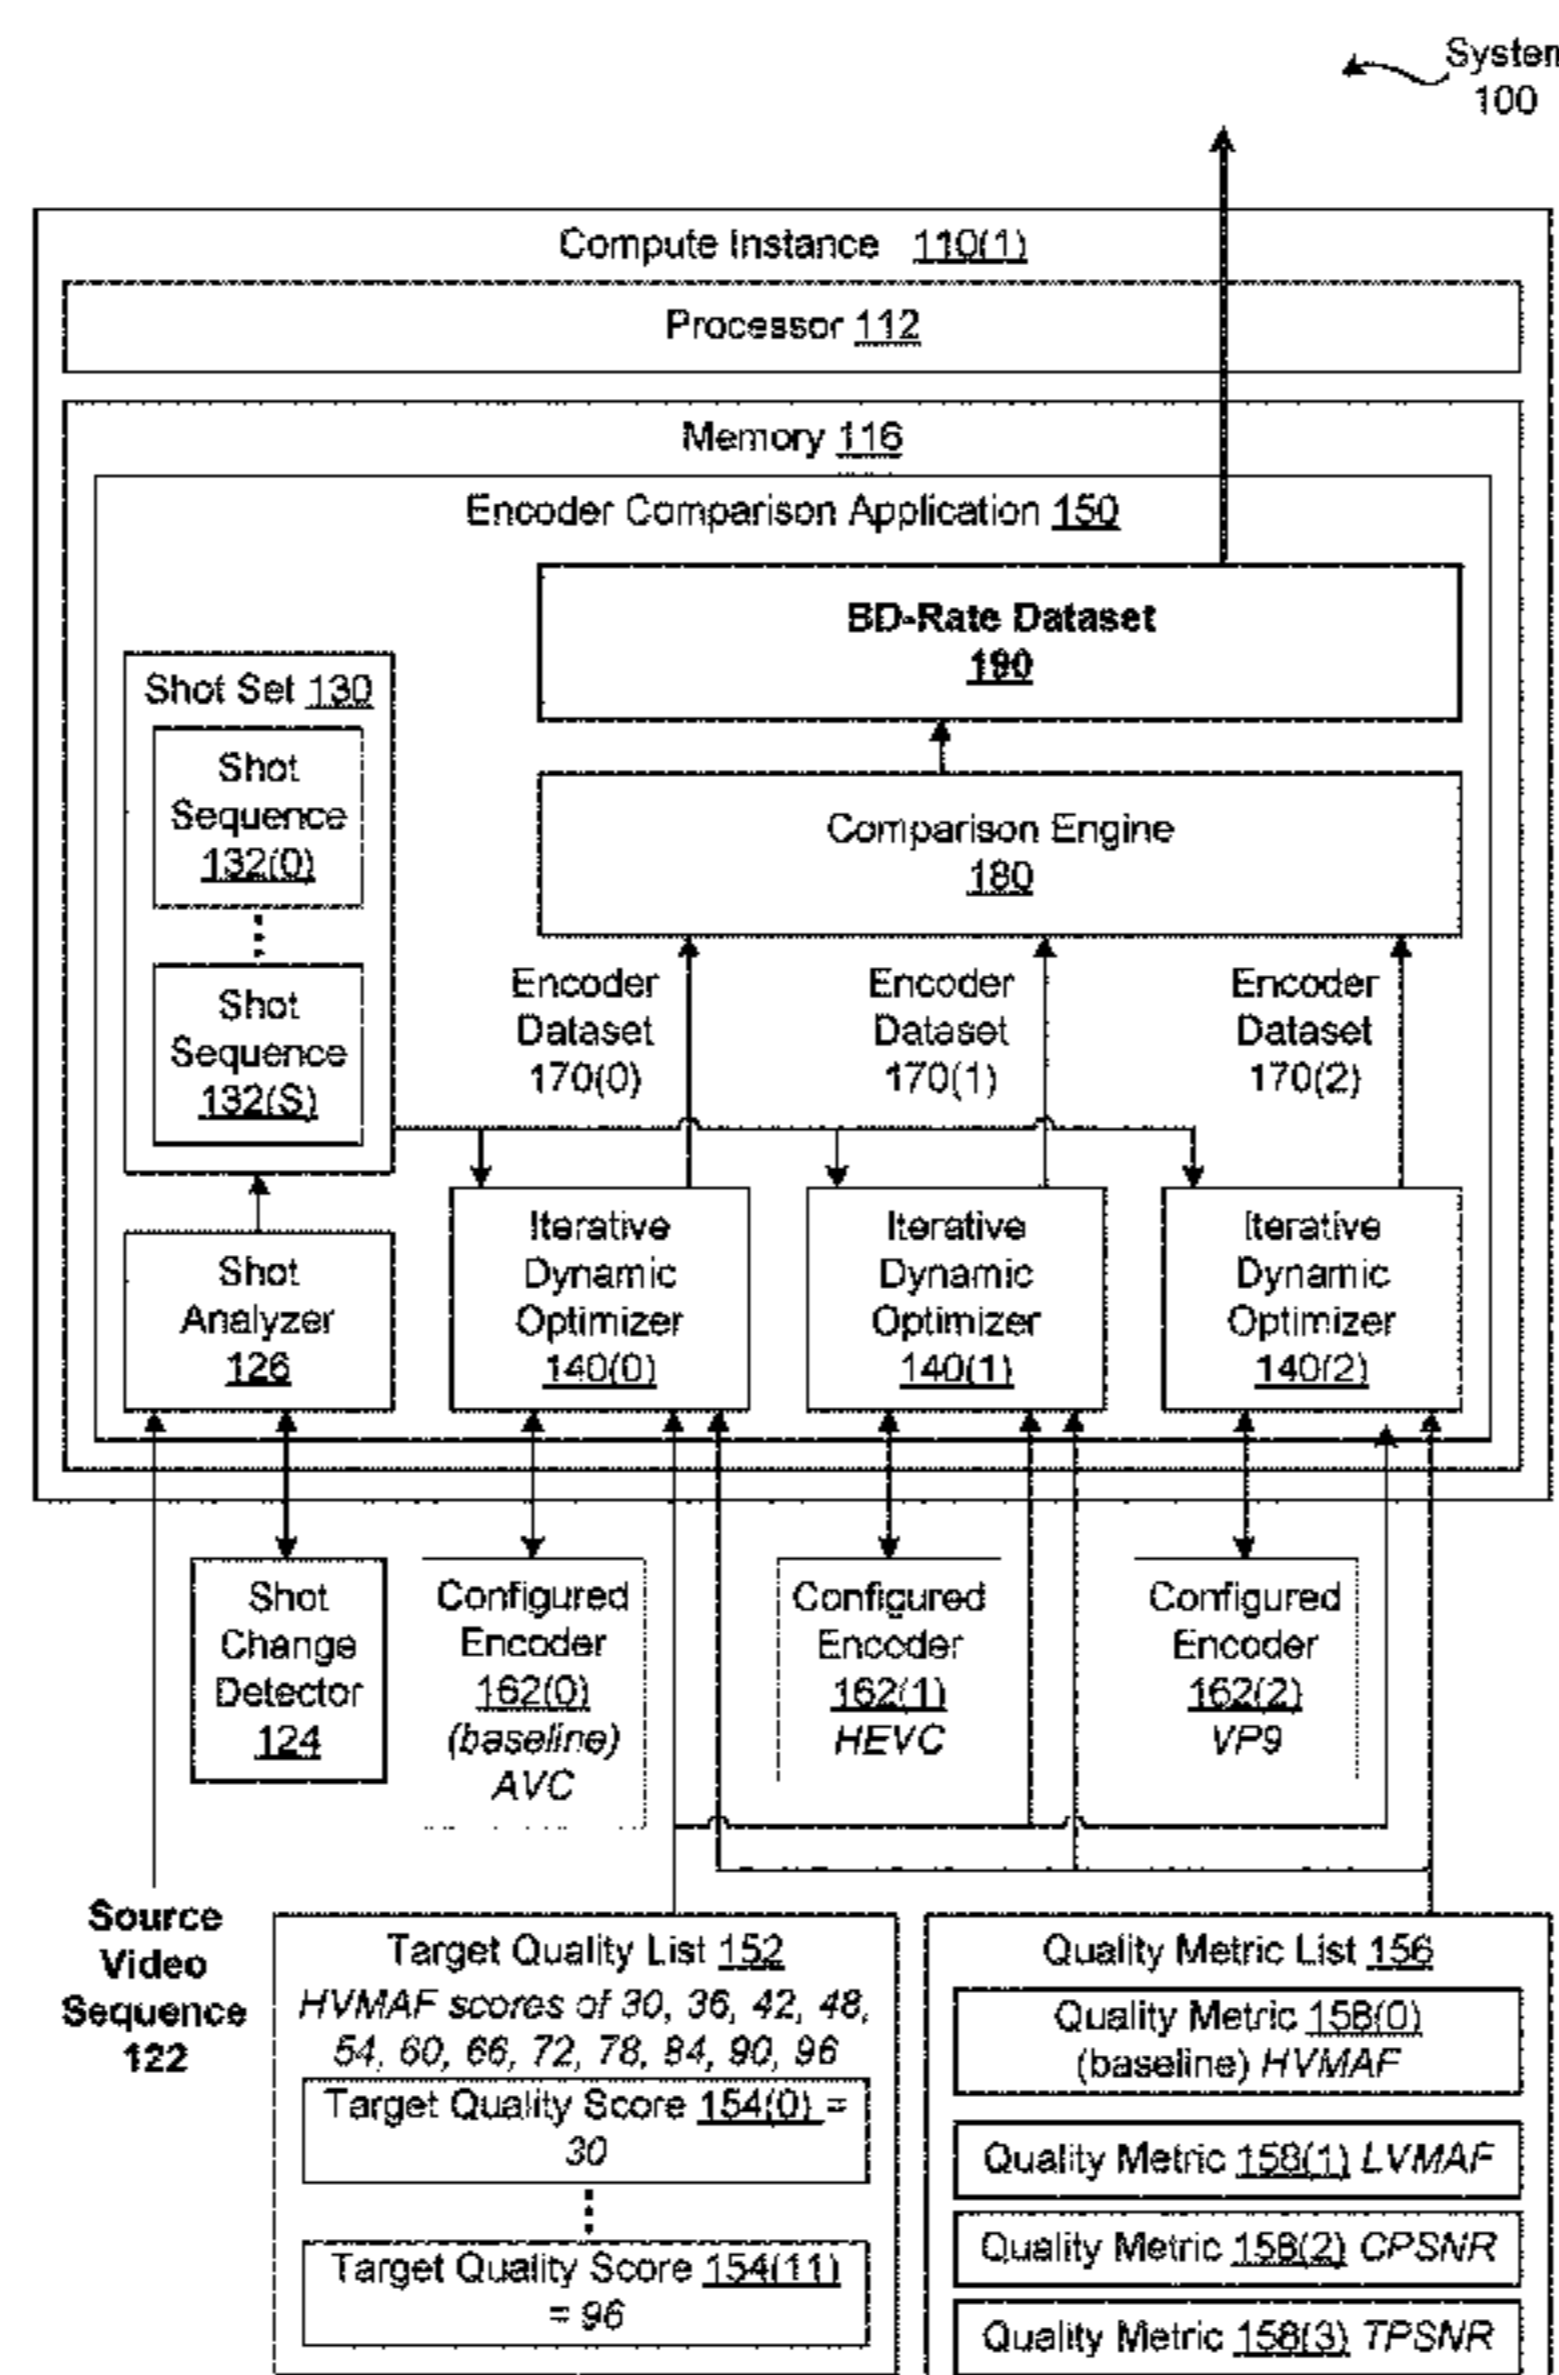 System
100
Compute Instance 110(1)
Processor 112
Memory 116
Encoder Comparison Application 150
BD-Rate Dataset
190
Shot Set 130
Shot
Sequence
132(0)
Shot
Sequence
132(S)
Comparison Engine
180
Encoder
Dataset
170(0)
Encoder
Dataset
170(1)
Encoder
Dataset
170(2)
Shot
Analyzer
126
Iterative
Dynamic
Optimizer
140(0)
Iterative
Dynamic
Optimizer
140(1)
Iterative
Dynamic
Optimizer
140(2)
Shot
Change
Detector
124
Configured
Encoder
162(0)
(baseline)
AVC
Configured
Encoder
162(1)
HEVC
Configured
Encoder
162(2)
VP9
Source
Video
Sequence
122
Target Quality List 152
HVMAF scores of 30, 36, 42, 48,
54, 60, 66, 72, 78, 84, 90, 96
Target Quality Score 154(0) =
30
Target Quality Score 154(11)
= 96
Quality Metric List 156
Quality Metric 158(0)
(baseline) HVMAF
Quality Metric 158(1) LVMAF
Quality Metric 158(2) CPSNR
Quality Metric 158(3) TPSNR